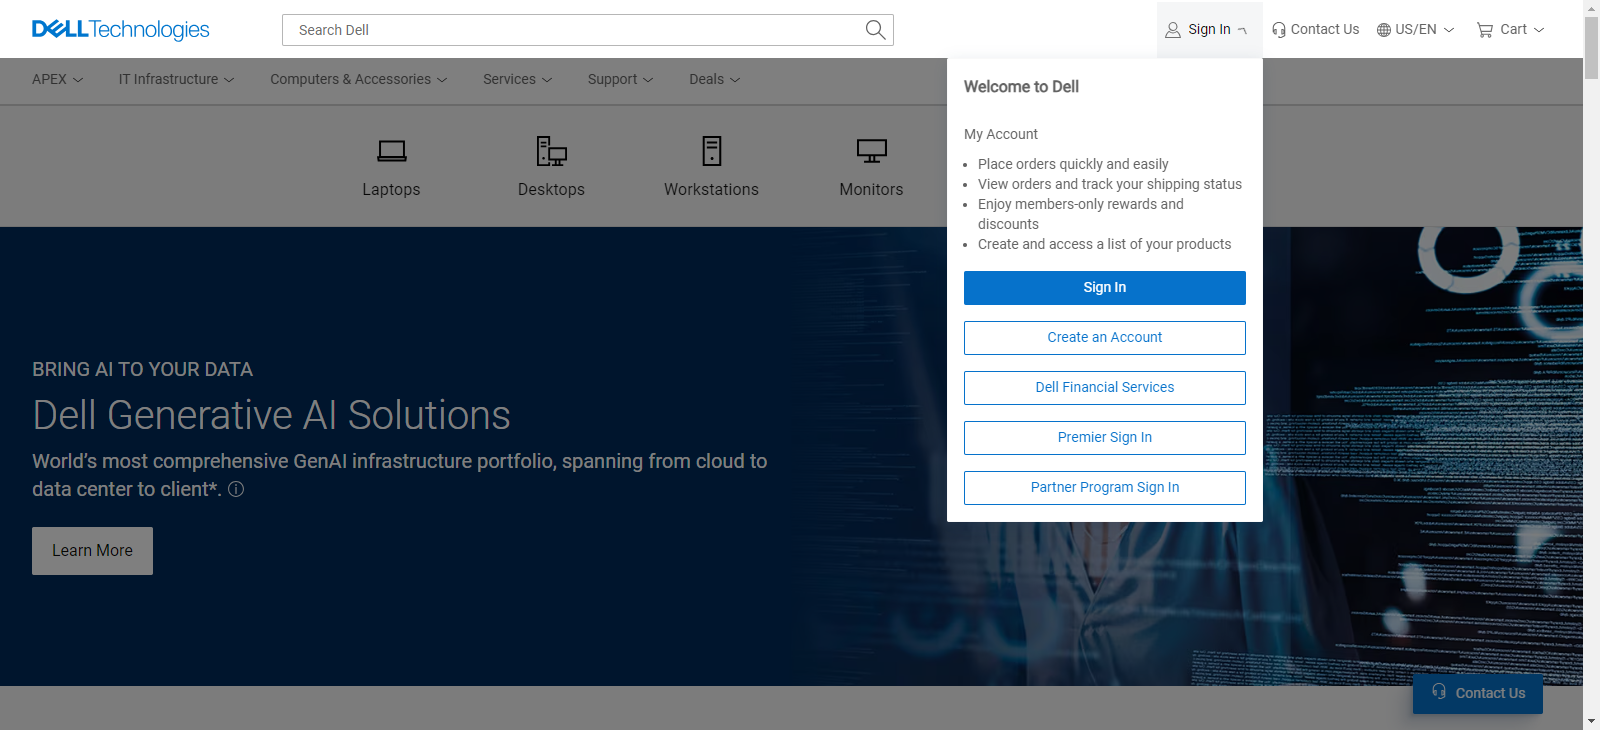 DELL Technologies
Search Dell
Sign In
Contact Us
US/EN
Cart
APEX
IT Infrastructure
Computers & Accessories
Services
Support
Deals
Laptops
Desktops
Workstations
Monitors
Welcome to Dell
My Account
Place orders quickly and easily
View orders and track your shipping status
Enjoy members-only rewards and
discounts
Create and access a list of your products
Sign In
Create an Account
Dell Financial Services
Premier Sign In
Partner Program Sign In
BRING AI TO YOUR DATA
Dell Generative AI Solutions
World's most comprehensive GenAI infrastructure portfolio, spanning from cloud to
data center to client*.
Learn More
Contact Us